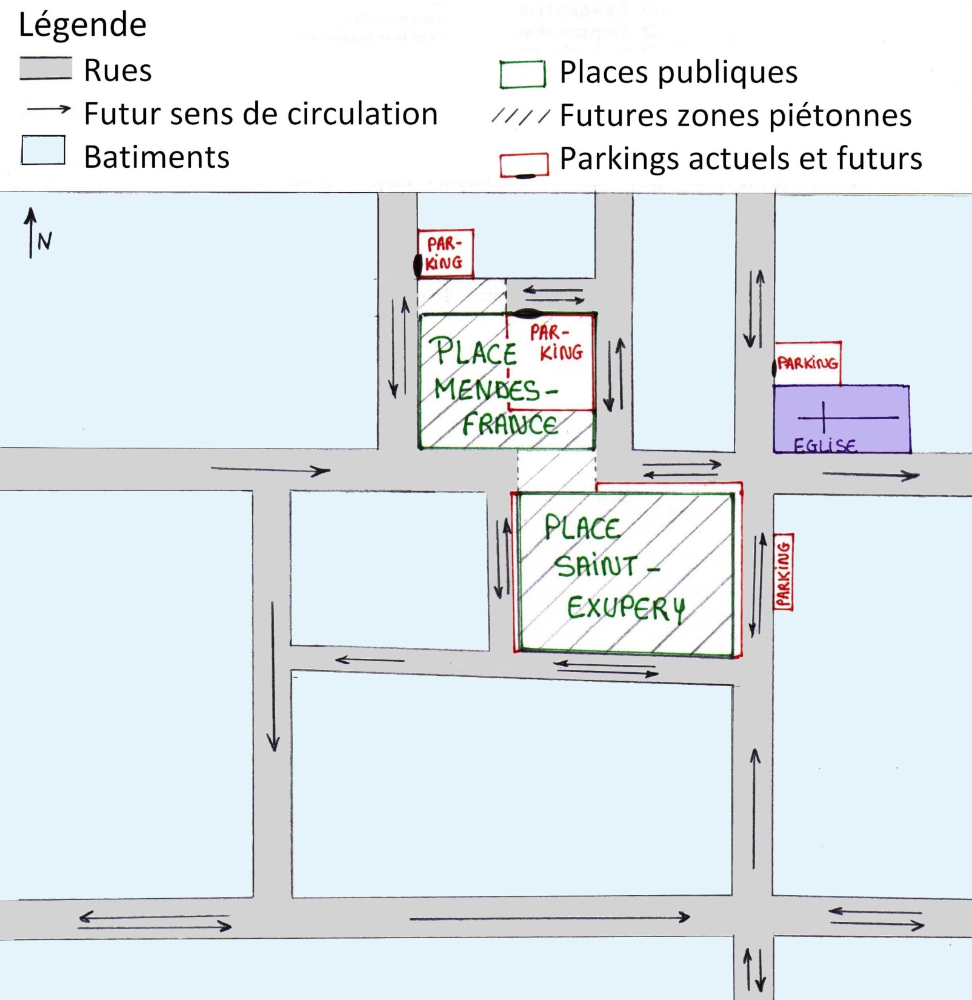 Légende
Rues
Futur sens de circulation
Batiments
Places publiques
Futures zones piétonnes
Parkings actuels et futurs
N
PAR-
KING
PAR-
KING
PLACE
MENDES-
FRANCE
PARKING
EGLISE
PLACE
SAINT-
EXUPERY
PARKING